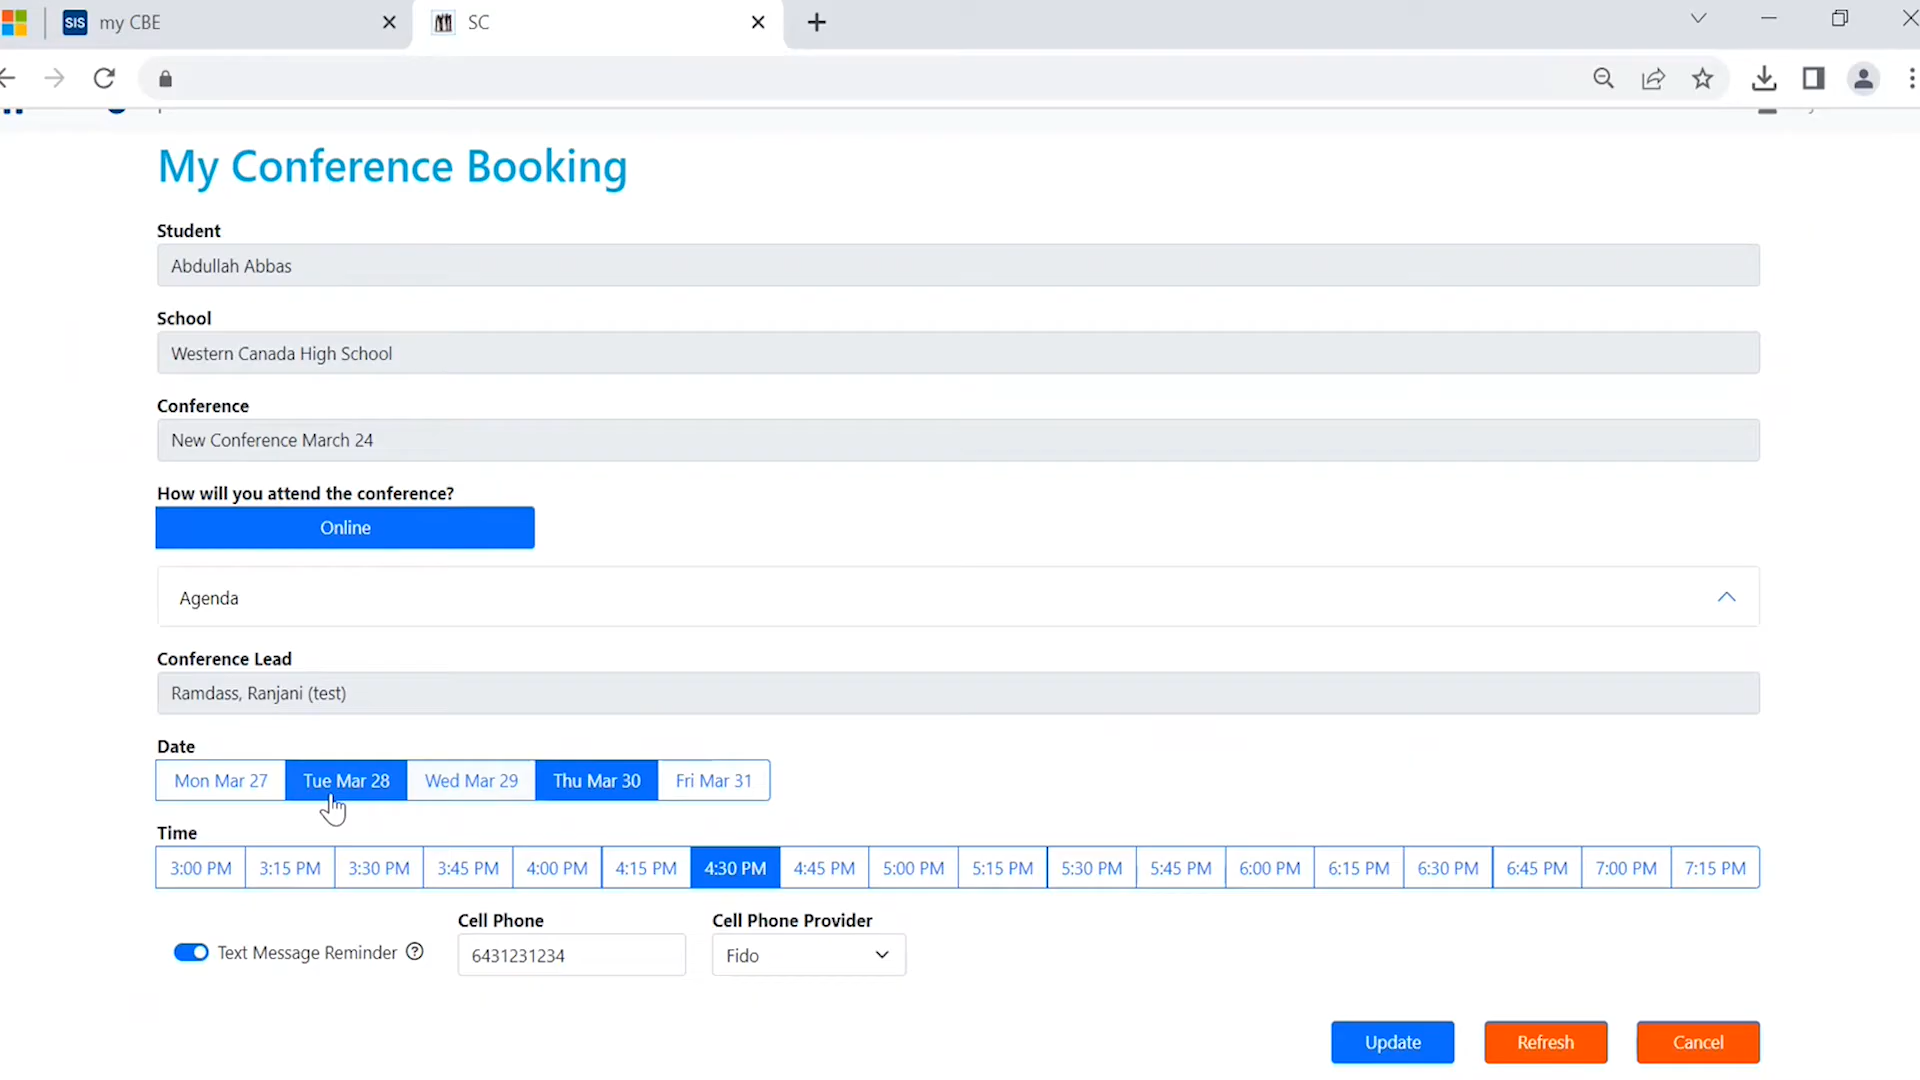 SIS my CBE
SC
My Conference Booking
Student
Abdullah Abbas
School
Western Canada High School
Conference
New Conference March 24
How will you attend the conference?
Online
Agenda
Conference Lead
Ramdass, Ranjani (test)
Date
Mon Mar 27 Tue Mar 28 Wed Mar 29 Thu Mar 30 Fri Mar 31
Time
3:00 PM 3:15 PM 3:30 PM 3:45 PM 4:00 PM 4:15 PM 4:30 PM 4:45 PM 5:00 PM 5:15 PM 5:30 PM 5:45 PM 6:00 PM 6:15 PM 6:30 PM 6:45 PM 7:00 PM 7:15 PM
Cell Phone Cell Phone Provider
Text Message Reminder ? 6431231234 Fido
Update Refresh Cancel